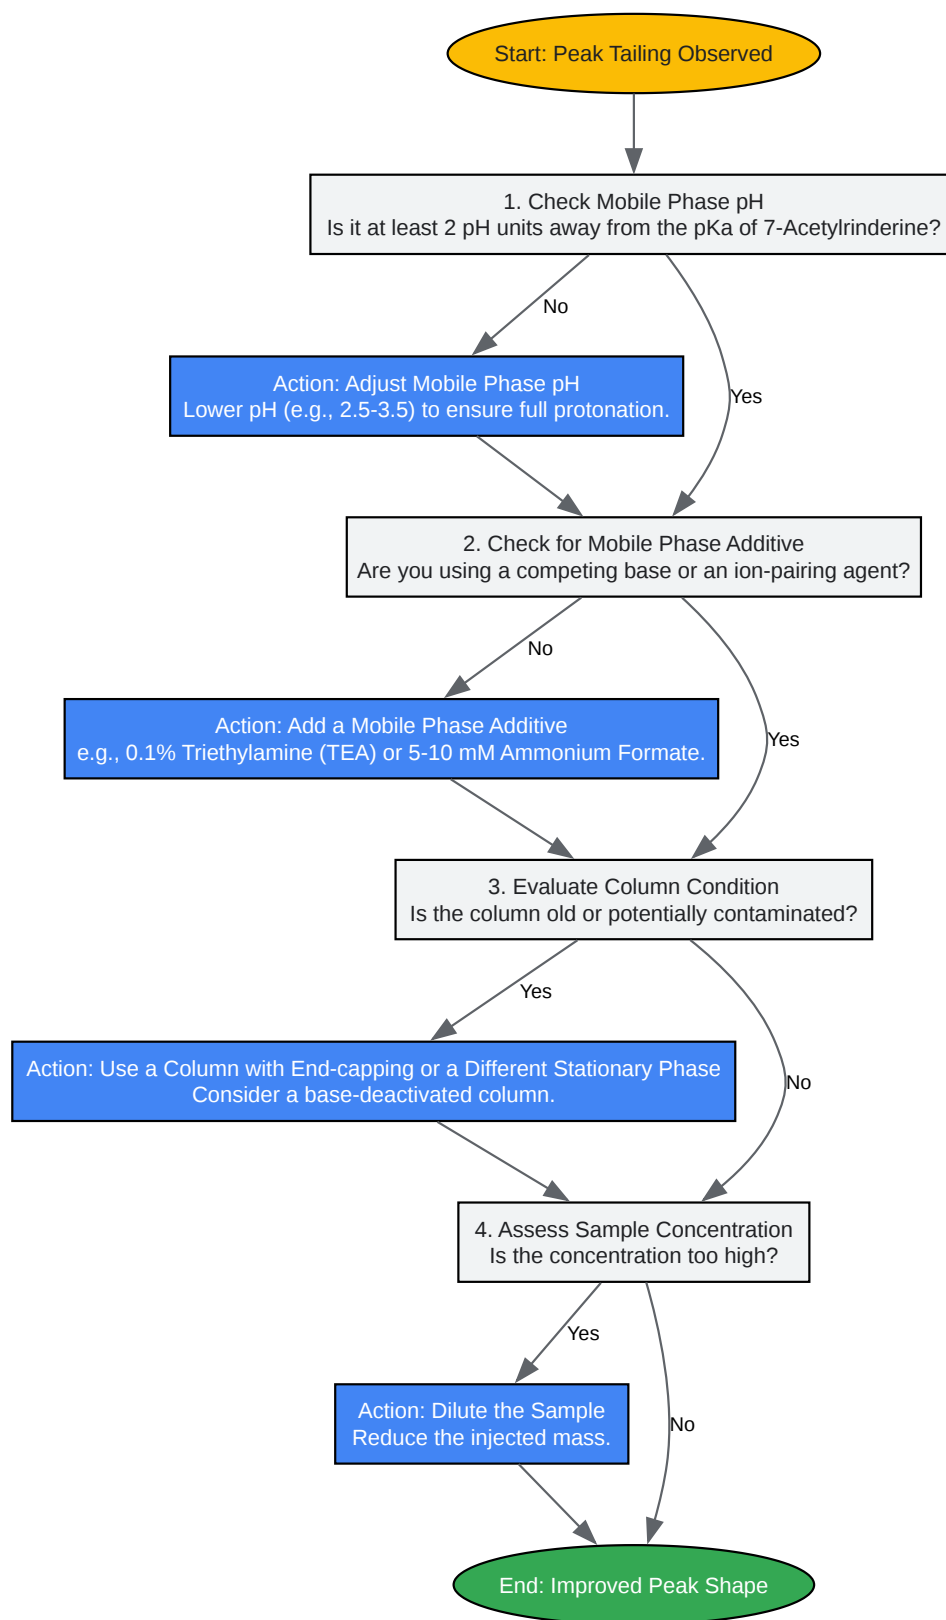 Start: Peak Tailing Observed
1. Check Mobile Phase pH
Is it at least 2 pH units away from the pKa of 7-Acetylrinderine?
No
Yes
Action: Adjust Mobile Phase pH
Lower pH (e.g., 2.5-3.5) to ensure full protonation.
2. Check for Mobile Phase Additive
Are you using a competing base or an ion-pairing agent?
No
Yes
Action: Add a Mobile Phase Additive
e.g., 0.1% Triethylamine (TEA) or 5-10 mM Ammonium Formate.
3. Evaluate Column Condition
Is the column old or potentially contaminated?
Yes
No
Action: Use a Column with End-capping or a Different Stationary Phase
Consider a base-deactivated column.
4. Assess Sample Concentration
Is the concentration too high?
Yes
No
Action: Dilute the Sample
Reduce the injected mass.
End: Improved Peak Shape